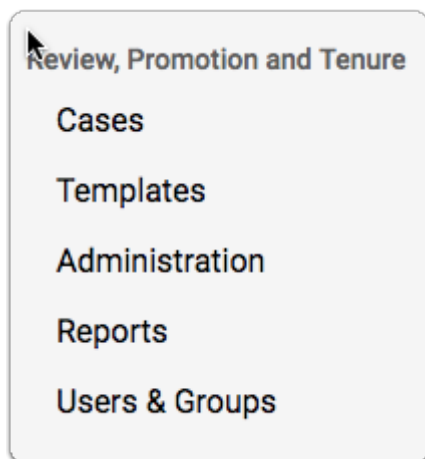 Review, Promotion and Tenure
Cases
Templates
Administration
Reports
Users & Groups